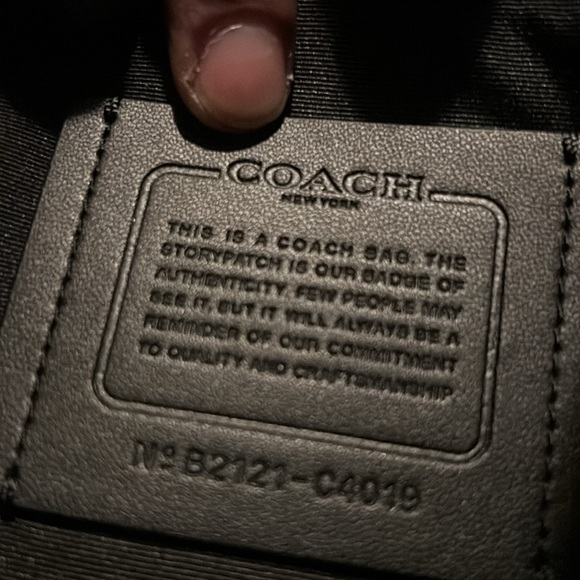 COACH
NEW YORK
THIS IS A COACH BAG. THE
STORYPATCH IS OUR BADGE OF
AUTHENTICITY. FEW PEOPLE MAY
SEE IT, BUT IT WILL ALWAYS BE A
REMINDER OF OUR COMMITMENT
TO QUALITY AND CRAFTSMANSHIP.
Nº B2121-C4019